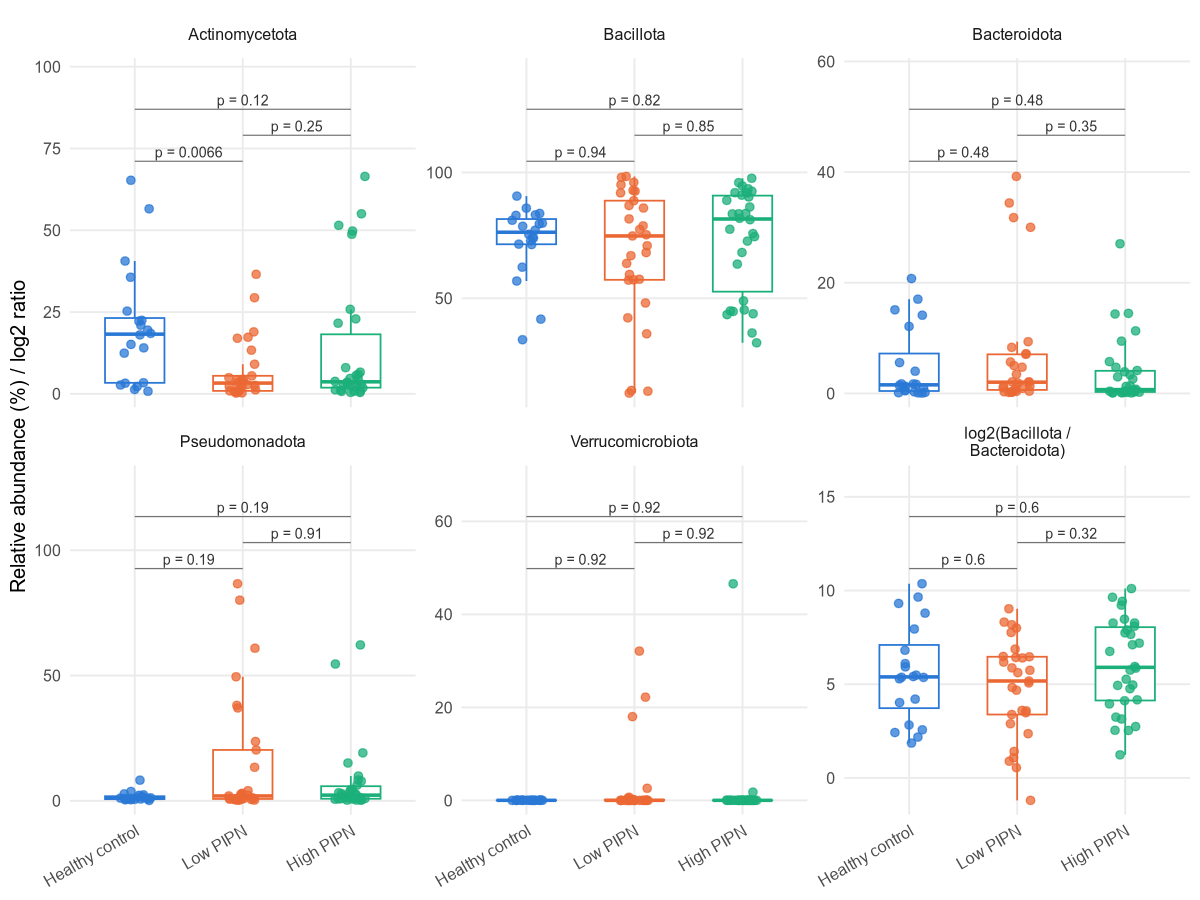 Relative abundance (%) / log2 ratio
Actinomycetota
100
75
50
25
0
p = 0.12
p = 0.25
p = 0.0066
Bacillota
100
50
p = 0.82
p = 0.85
p = 0.94
Bacteroidota
60
40
20
0
p = 0.48
p = 0.35
p = 0.48
Pseudomonadota
100
50
0
p = 0.19
p = 0.91
p = 0.19
Healthy control
Low PIPN
High PIPN
Verrucomicrobiota
60
40
20
0
p = 0.92
p = 0.92
p = 0.92
Healthy control
Low PIPN
High PIPN
log2(Bacillota /
Bacteroidota)
15
10
5
0
p = 0.6
p = 0.32
p = 0.6
Healthy control
Low PIPN
High PIPN